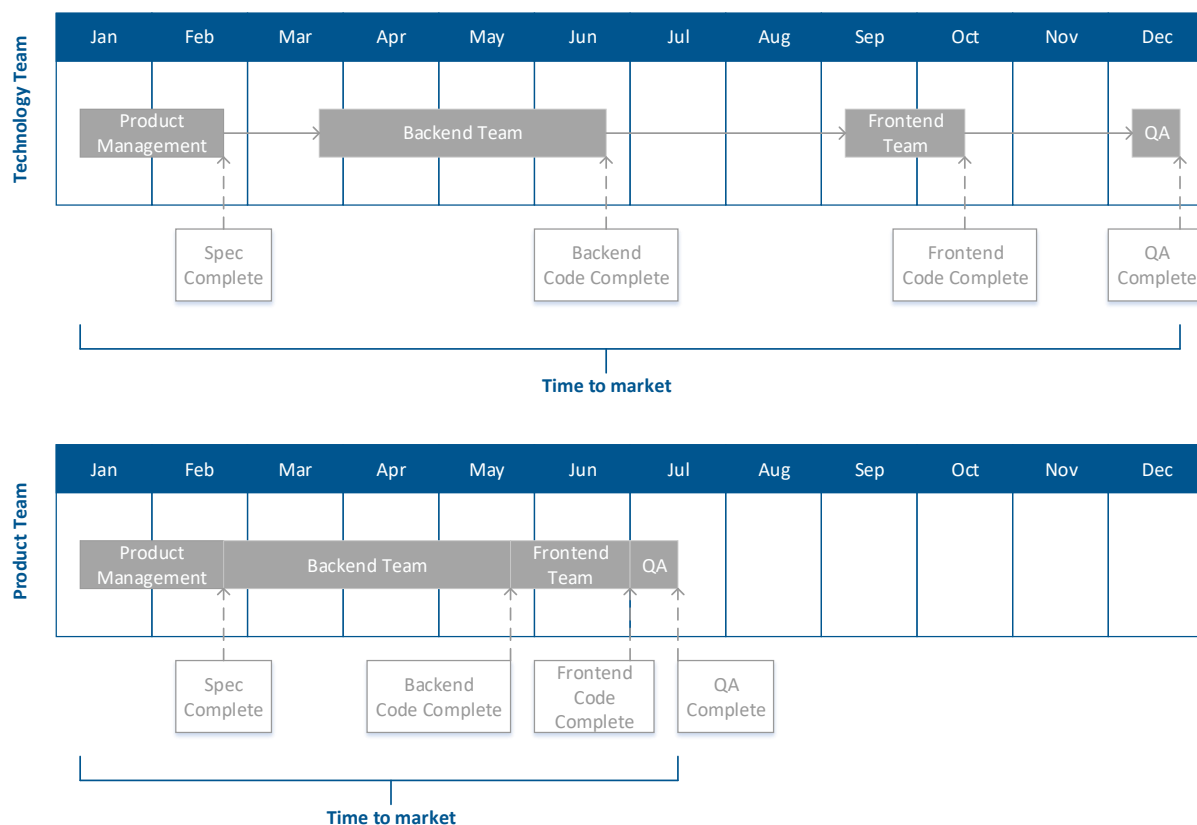 Technology Team
Jan Feb Mar Apr May Jun Jul Aug Sep Oct Nov Dec
Product
Management
Backend Team
Frontend
Team
QA
Spec
Complete
Backend
Code Complete
Frontend
Code Complete
QA
Complete
Time to market
Product Team
Jan Feb Mar Apr May Jun Jul Aug Sep Oct Nov Dec
Product
Management
Backend Team
Frontend
Team
QA
Spec
Complete
Backend
Code Complete
Frontend
Code
Complete
QA
Complete
Time to market